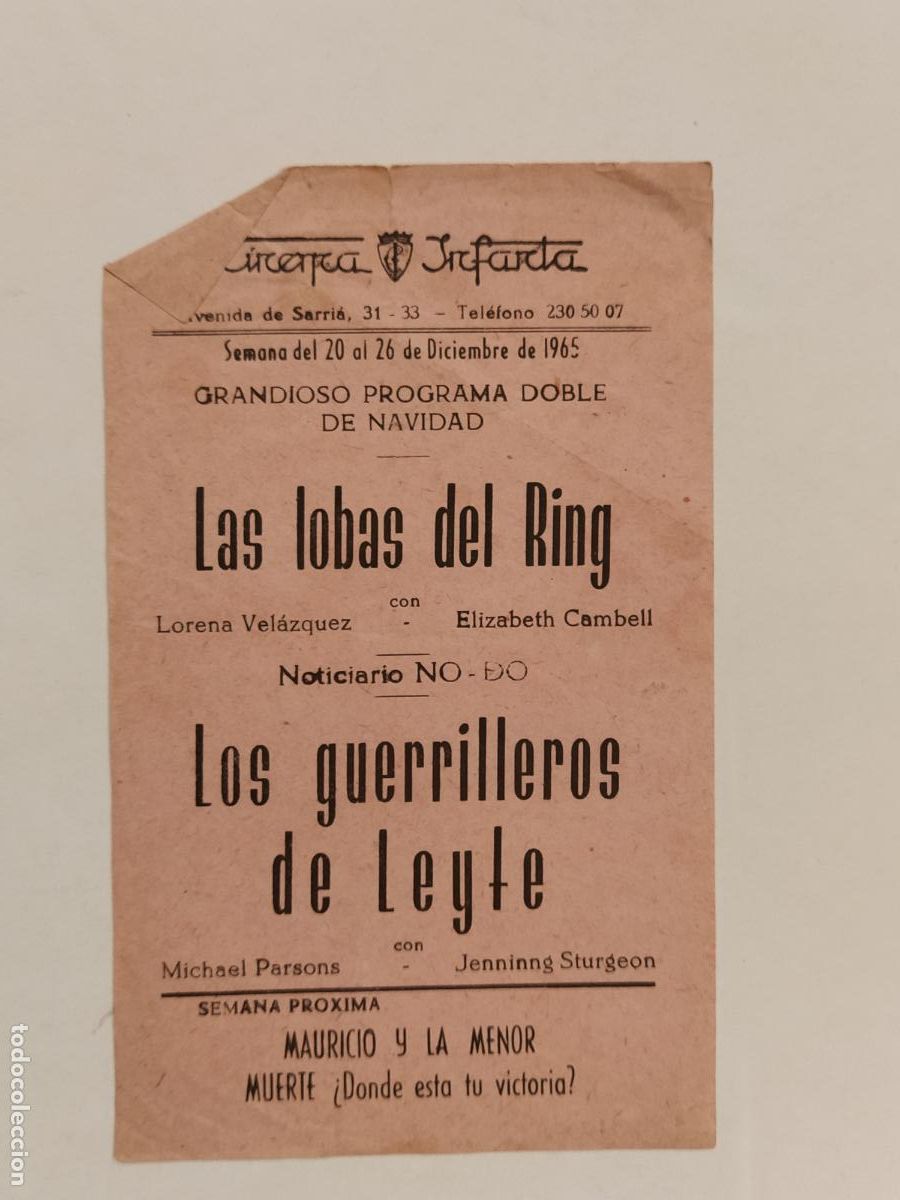 Cinema Infanta
Avenida de Sarriá, 31 - 33 - Teléfono 230 50 07
Semana del 20 al 26 de Diciembre de 1965
GRANDIOSO PROGRAMA DOBLE
DE NAVIDAD
Las lobas del Ring
con
Lorena Velázquez - Elizabeth Cambell
Noticiario NO-DO
Los guerrilleros
de Leyte
con
Michael Parsons - Jenninng Sturgeon
SEMANA PROXIMA
MAURICIO Y LA MENOR
MUERTE ¿Donde esta tu victoria?
todocoleccion